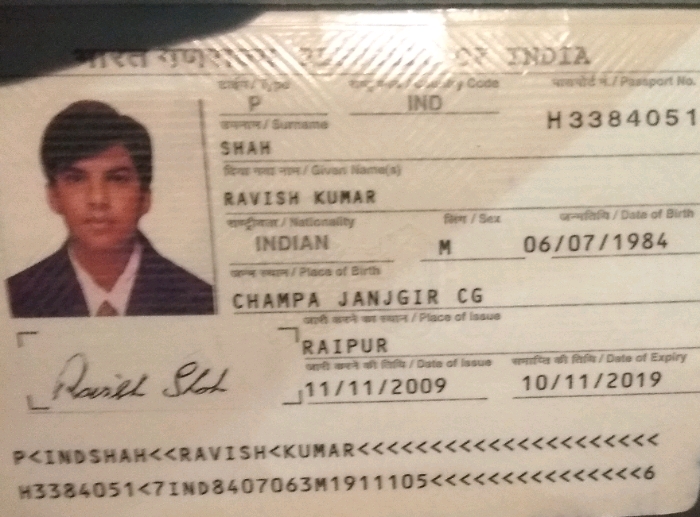 भारत गणराज्य REPUBLIC OF INDIA
टाईप / Type Country Code पासपोर्ट नं. / Passport No.
P IND H3384051
उपनाम / Surname
SHAH
दिया गया नाम / Given Name(s)
RAVISH KUMAR
राष्ट्रीयता / Nationality लिंग / Sex जन्मतिथि / Date of Birth
INDIAN M 06/07/1984
जन्म स्थान / Place of Birth
CHAMPA JANJGIR CG
जारी करने का स्थान / Place of Issue
RAIPUR
जारी करने की तिथि / Date of Issue समाप्ति की तिथि / Date of Expiry
11/11/2009 10/11/2019
Ravish Shah
P<INDSHAH<<RAVISH<KUMAR<<<<<<<<<<<<<<<<<<<<<
H3384051<7IND8407063M1911105<<<<<<<<<<<<<<<6